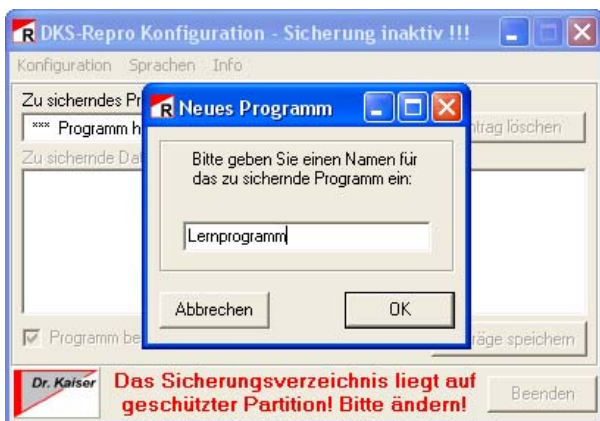 DKS-Repro Konfiguration - Sicherung inaktiv !!!
Konfiguration Sprachen Info
Zu sicherndes Pr
*** Programm h
ntrag löschen
Zu sichernde Dat
R Neues Programm
Bitte geben Sie einen Namen für
das zu sichernde Programm ein:
Lernprogramm
Abbrechen OK
Programm be
räge speichern
Dr. Kaiser
Das Sicherungsverzeichnis liegt auf
geschützter Partition! Bitte ändern!
Beenden